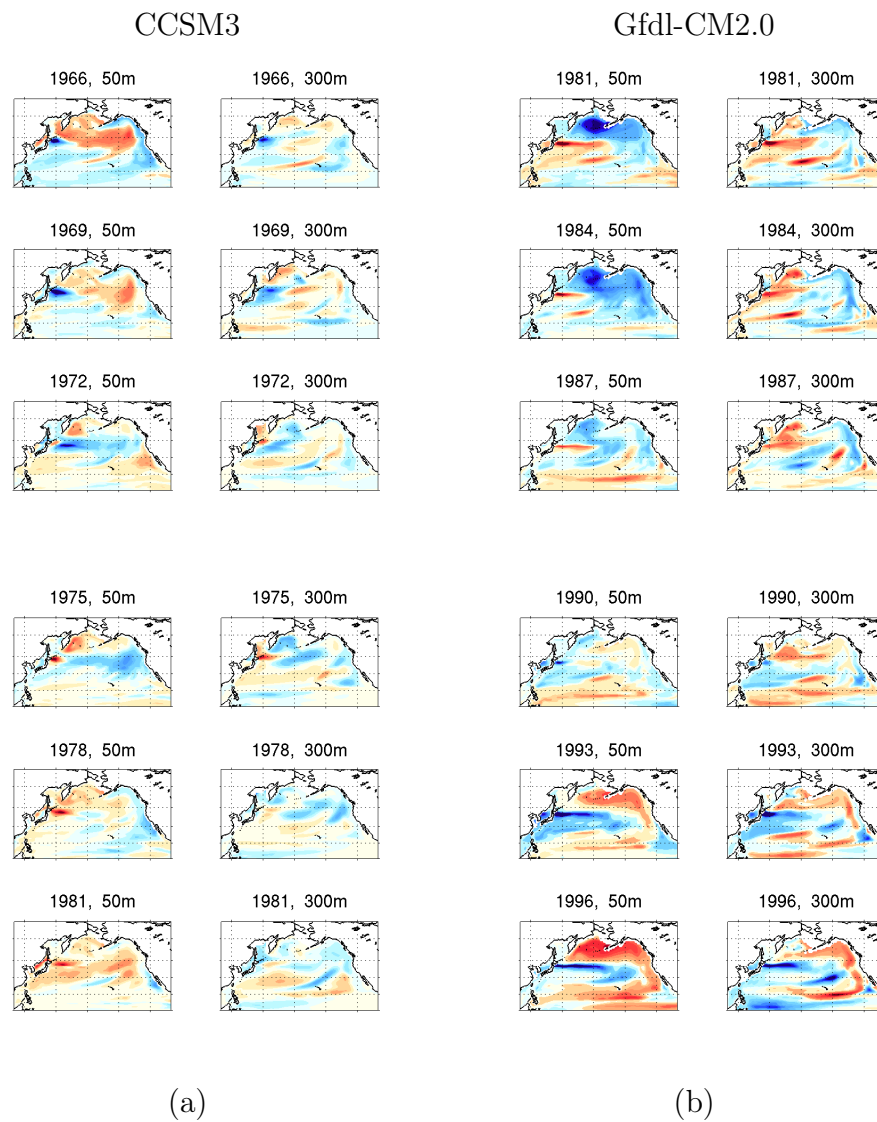 CCSM3 Gfdl-CM2.0
1966, 50m 1966, 300m 1981, 50m 1981, 300m
1969, 50m 1969, 300m 1984, 50m 1984, 300m
1972, 50m 1972, 300m 1987, 50m 1987, 300m
1975, 50m 1975, 300m 1990, 50m 1990, 300m
1978, 50m 1978, 300m 1993, 50m 1993, 300m
1981, 50m 1981, 300m 1996, 50m 1996, 300m
(a) (b)